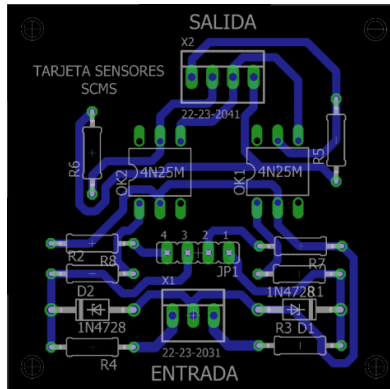 SALIDA
X2
TARJETA SENSORES
SCMS
22-23-2041
R6
R5
OK2
4N25M
OK1
4N25M
4 3 2 1
R2
R8
JP1
R7
X1
D2
1N4728
R1
1N4728
R3
D1
R4
22-23-2031
ENTRADA